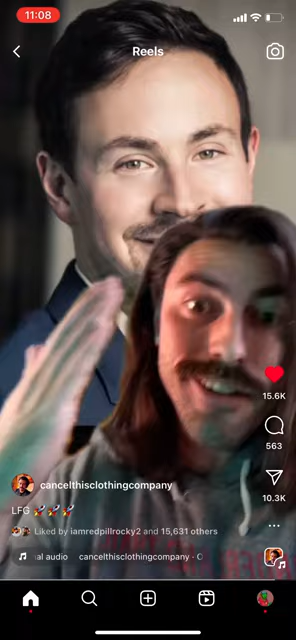 11:08
Reels
15.6K
563
10.3K
cancelthisclothingcompany
LFG 🚀🚀🚀
Liked by iamredpillrocky2 and 15,631 others
al audio cancelthisclothingcompany · O